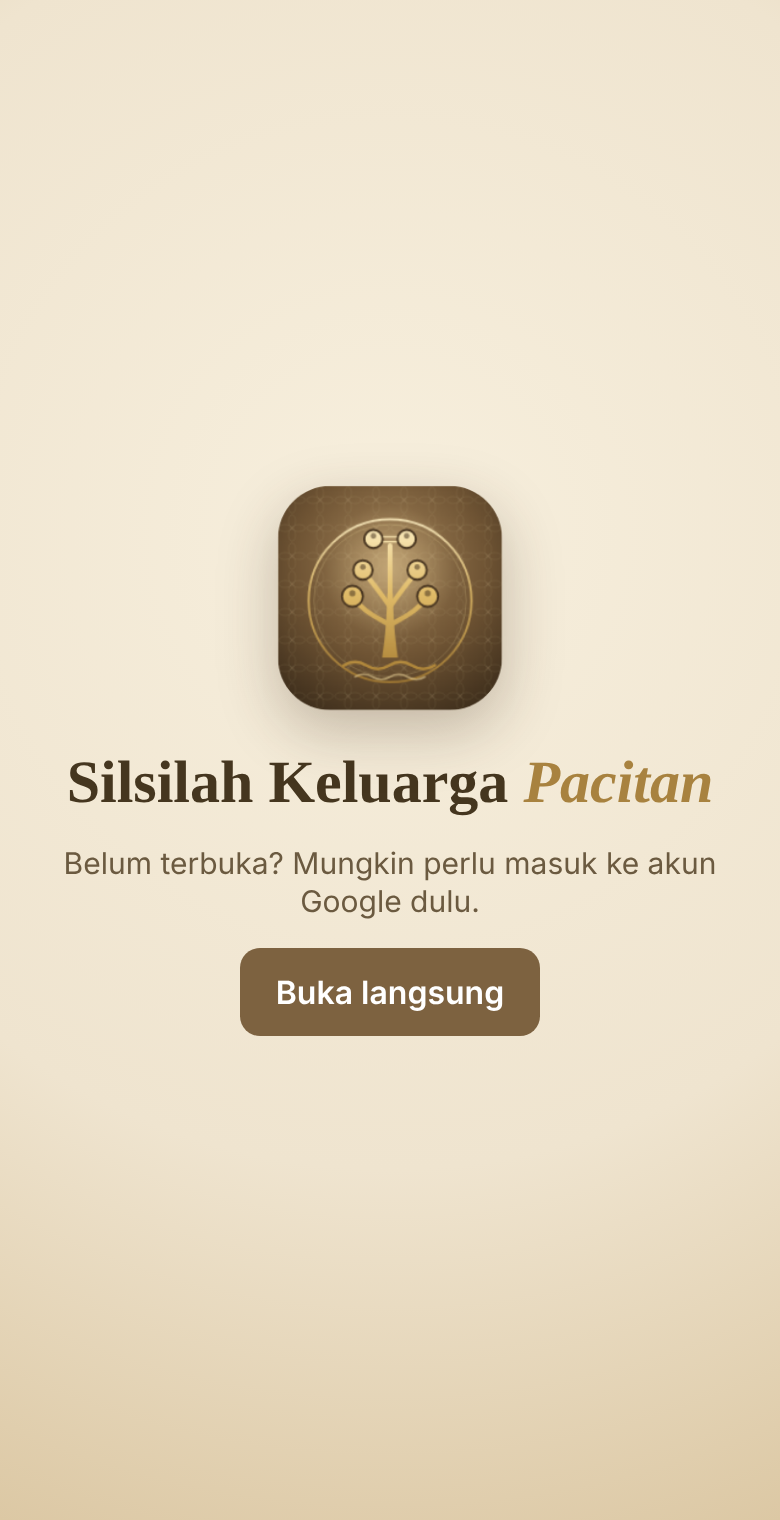 Silsilah Keluarga Pacitan
Belum terbuka? Mungkin perlu masuk ke akun
Google dulu.
Buka langsung